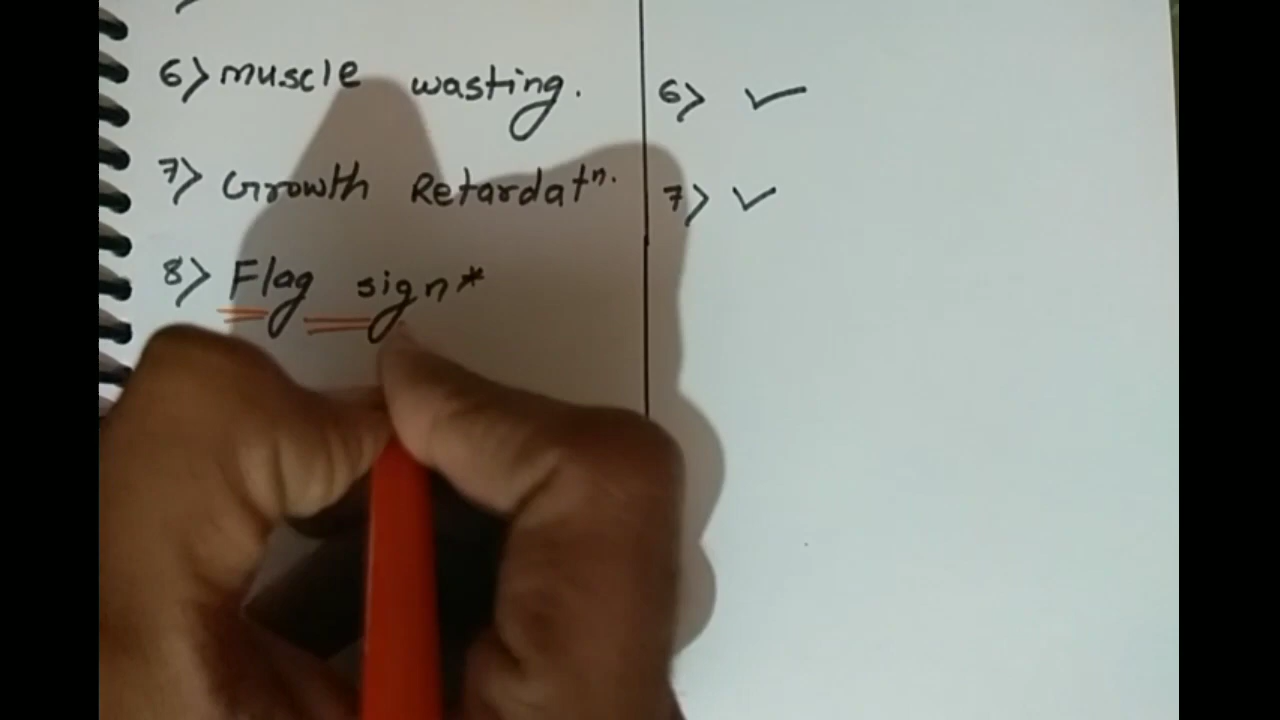 6> muscle wasting.
6> ✓
7> Growth Retardatⁿ.
7> ✓
8> Flag sign*